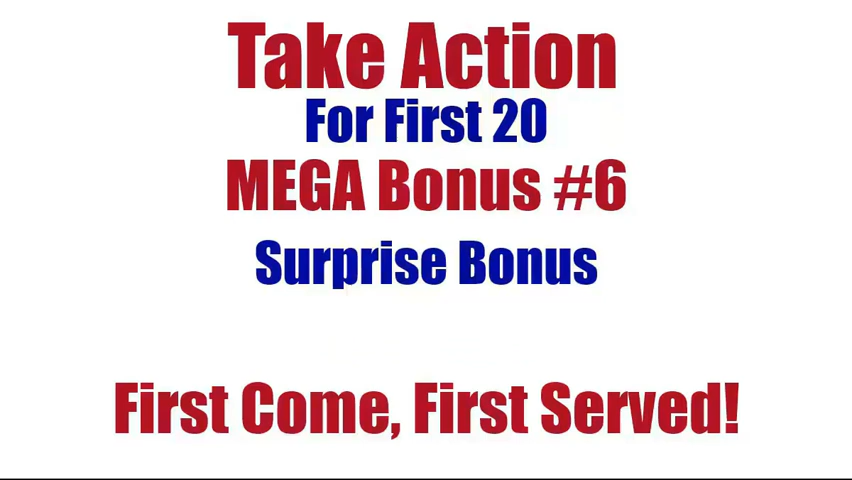 Take Action
For First 20
MEGA Bonus #6
Surprise Bonus
First Come, First Served!